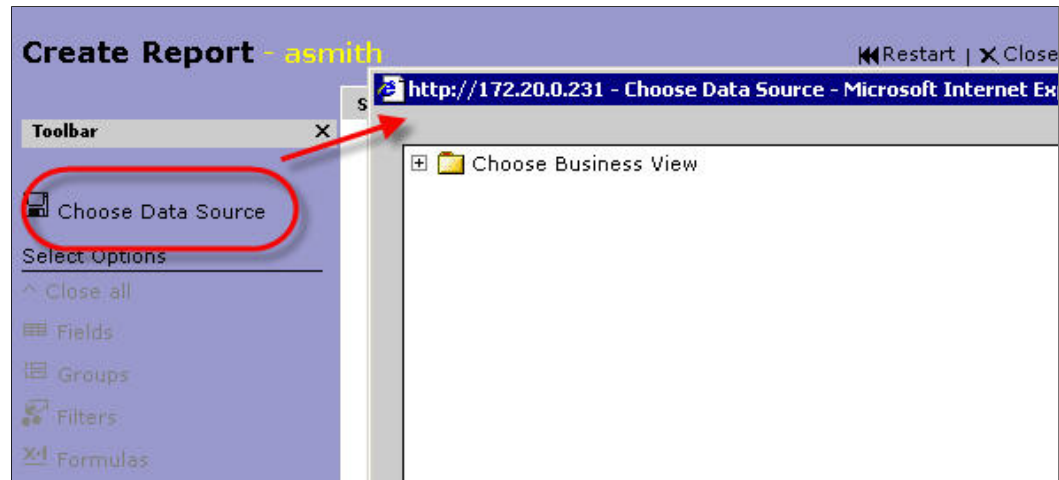 Create Report - asmith
Restart | X Close
S
http://172.20.0.231 - Choose Data Source - Microsoft Internet Ex
Toolbar X
Choose Business View
Choose Data Source
Select Options
^ Close all
Fields
Groups
Filters
Formulas